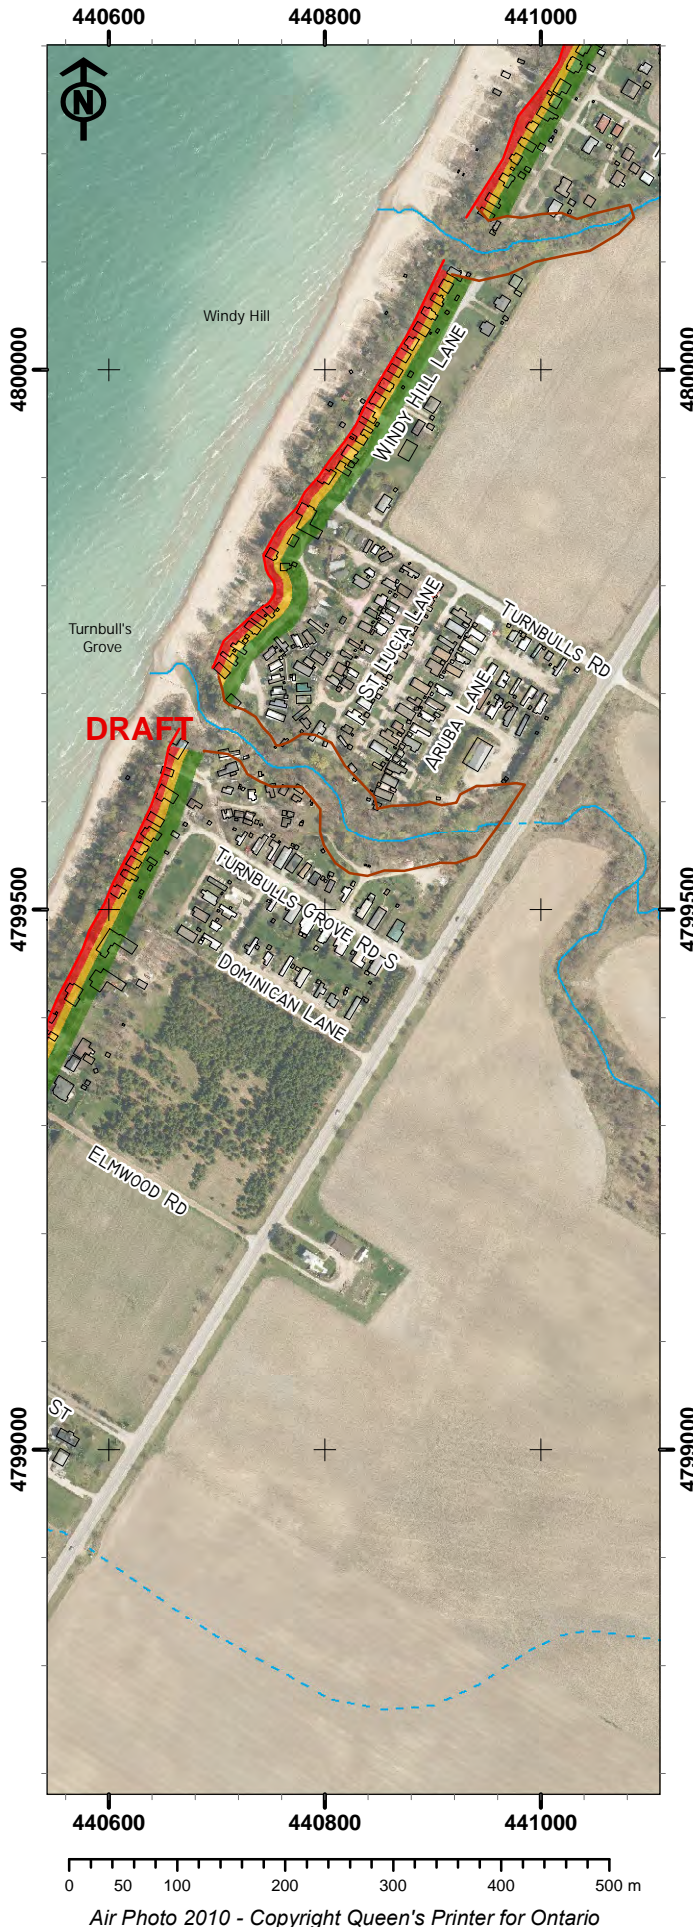 440600 440800 441000
N
4800000 4800000
Windy Hill
WINDY HILL LANE
Turnbull's
Grove
TURNBULLS RD
ST LUCIA LANE
ARUBA LANE
DRAFT
4799500 4799500
TURNBULLS GROVE RD S
DOMINICAN LANE
ELMWOOD RD
ST
4799000 4799000
440600 440800 441000
0 50 100 200 300 400 500 m
Air Photo 2010 - Copyright Queen's Printer for Ontario